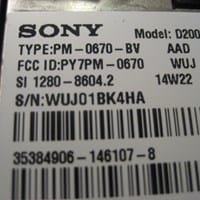 SONY Model: D200
TYPE:PM-0670-BV AAD
FCC ID:PY7PM-0670 WUJ
SI 1280-8604.2 14W22
S/N:WUJ01BK4HA
35384906-146107-8